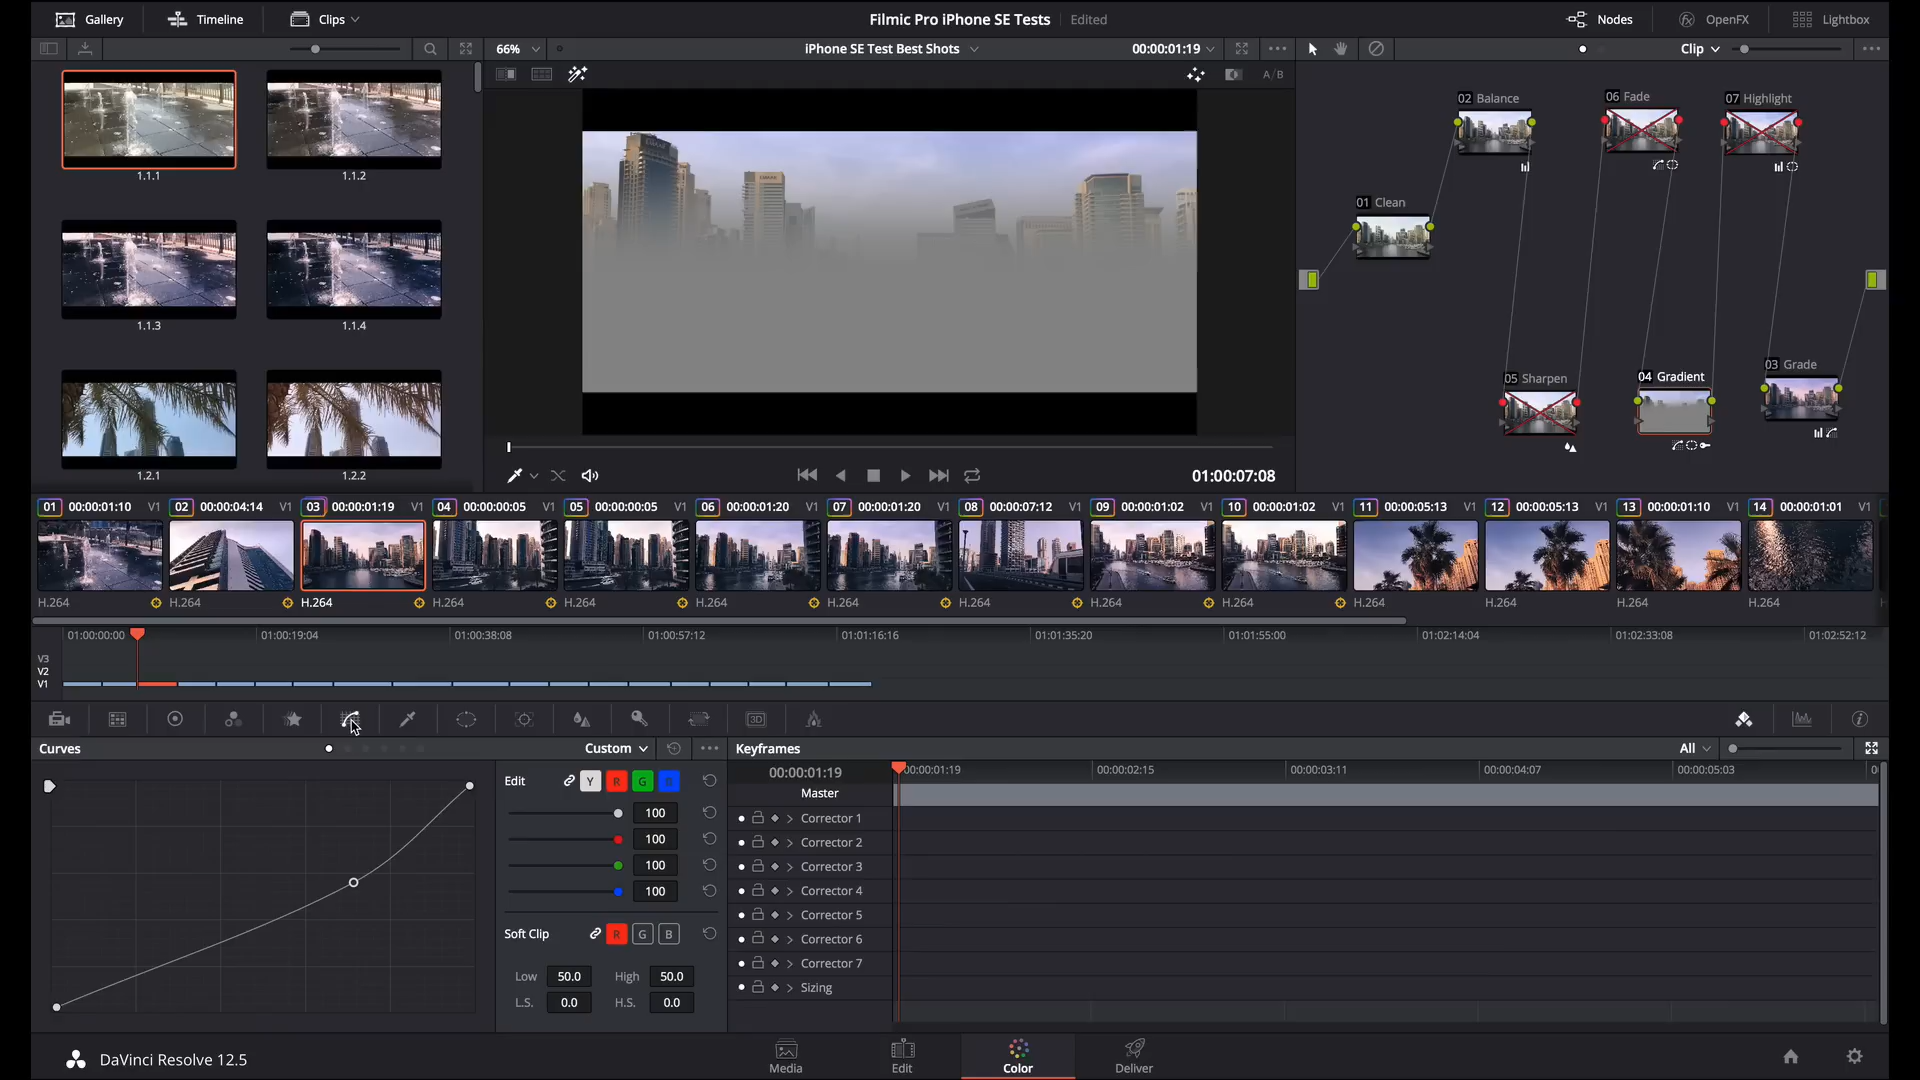 Gallery
Timeline
Clips
Filmic Pro iPhone SE Tests
Edited
Nodes
OpenFX
Lightbox
66%
iPhone SE Test Best Shots
00:00:01:19
Clip
A/B
1.1.1
1.1.2
1.1.3
1.1.4
1.2.1
1.2.2
02 Balance
06 Fade
07 Highlight
01 Clean
05 Sharpen
04 Gradient
03 Grade
01:00:07:08
01 00:00:01:10 V1
02 00:00:04:14 V1
03 00:00:01:19 V1
04 00:00:00:05 V1
05 00:00:00:05 V1
06 00:00:01:20 V1
07 00:00:01:20 V1
08 00:00:07:12 V1
09 00:00:01:02 V1
10 00:00:01:02 V1
11 00:00:05:13 V1
12 00:00:05:13 V1
13 00:00:01:10 V1
14 00:00:01:01 V1
H.264
H.264
H.264
H.264
H.264
H.264
H.264
H.264
H.264
H.264
H.264
H.264
H.264
H.264
01:00:00:00
01:00:19:04
01:00:38:08
01:00:57:12
01:01:16:16
01:01:35:20
01:01:55:00
01:02:14:04
01:02:33:08
01:02:52:12
V3
V2
V1
3D
Curves
Custom
Keyframes
All
Edit
Y R G
100
100
100
100
Soft Clip
R G B
Low 50.0 High 50.0
L.S. 0.0 H.S. 0.0
00:00:01:19
00:00:01:19
00:00:02:15
00:00:03:11
00:00:04:07
00:00:05:03
Master
Corrector 1
Corrector 2
Corrector 3
Corrector 4
Corrector 5
Corrector 6
Corrector 7
Sizing
DaVinci Resolve 12.5
Media
Edit
Color
Deliver